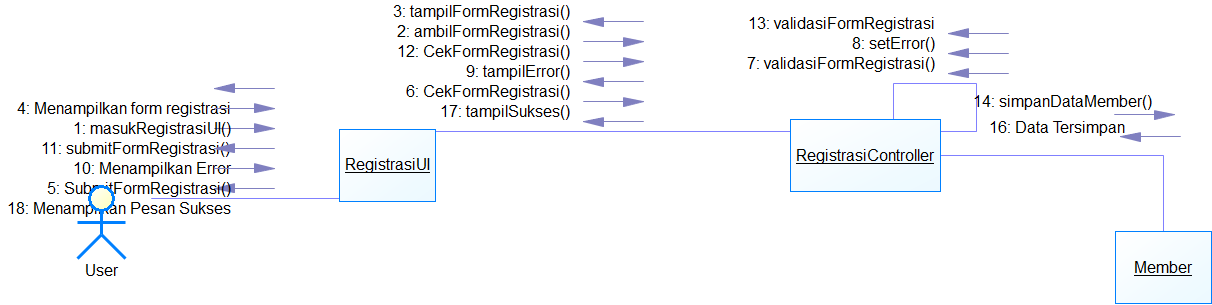 3: tampilFormRegistrasi()
2: ambilFormRegistrasi()
12: CekFormRegistrasi()
9: tampilError()
6: CekFormRegistrasi()
17: tampilSukses()
13: validasiFormRegistrasi
8: setError()
7: validasiFormRegistrasi()
4: Menampilkan form registrasi
1: masukRegistrasiUI()
11: submitFormRegistrasi()
10: Menampilkan Error
5: SubmitFormRegistrasi()
18: Menampilkan Pesan Sukses
14: simpanDataMember()
16: Data Tersimpan
RegistrasiUI
RegistrasiController
Member
User